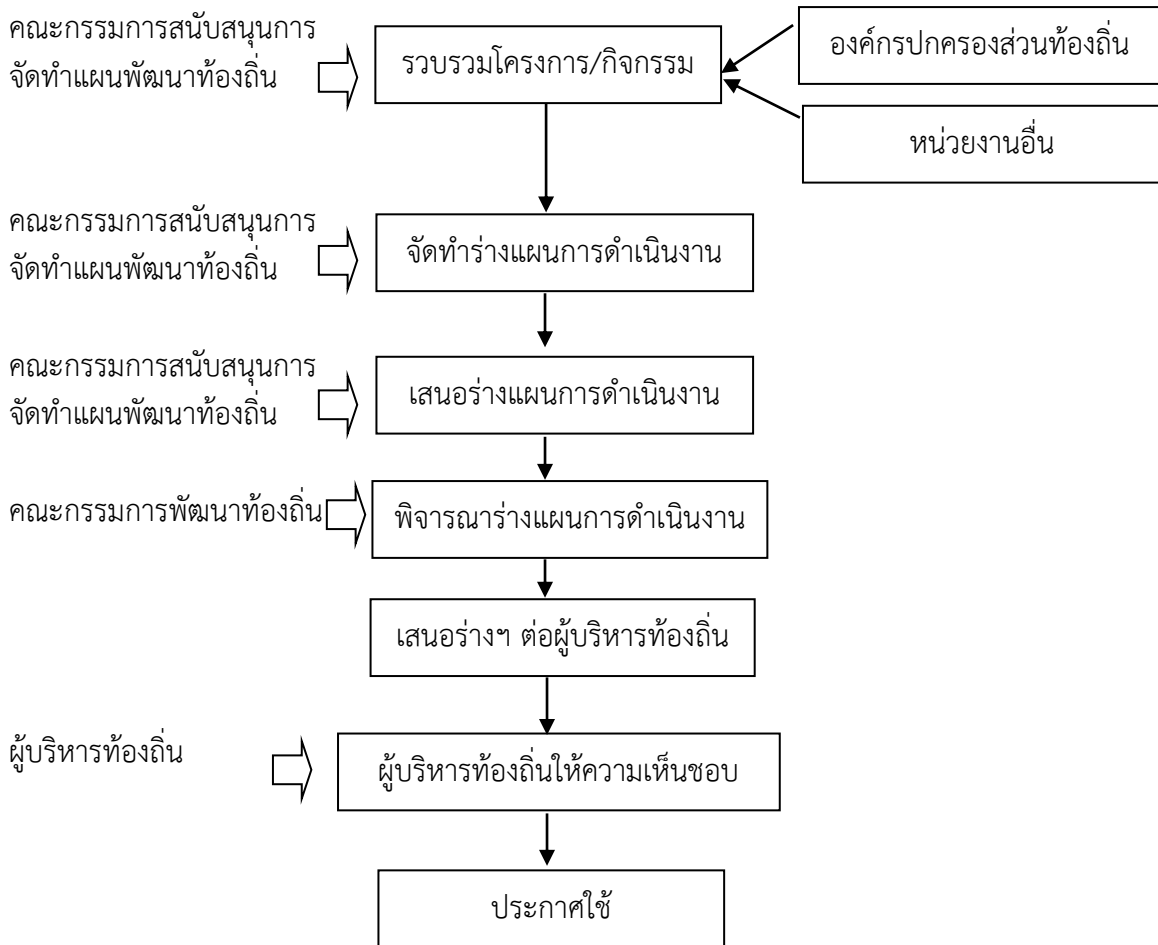 คณะกรรมการสนับสนุนการ
จัดทำแผนพัฒนาท้องถิ่น
รวบรวมโครงการ/กิจกรรม
องค์กรปกครองส่วนท้องถิ่น
หน่วยงานอื่น
คณะกรรมการสนับสนุนการ
จัดทำแผนพัฒนาท้องถิ่น
จัดทำร่างแผนการดำเนินงาน
คณะกรรมการสนับสนุนการ
จัดทำแผนพัฒนาท้องถิ่น
เสนอร่างแผนการดำเนินงาน
คณะกรรมการพัฒนาท้องถิ่น
พิจารณาร่างแผนการดำเนินงาน
เสนอร่างฯ ต่อผู้บริหารท้องถิ่น
ผู้บริหารท้องถิ่น
ผู้บริหารท้องถิ่นให้ความเห็นชอบ
ประกาศใช้